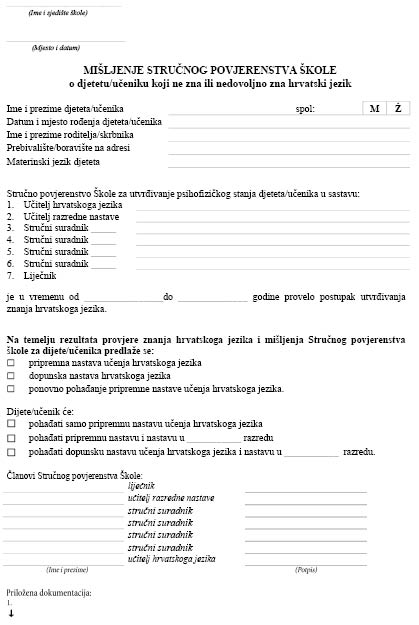 (Ime i sjedište škole)
(Mjesto i datum)
MIŠLJENJE STRUČNOG POVJERENSTVA ŠKOLE
o djetetu/učeniku koji ne zna ili nedovoljno zna hrvatski jezik
Ime i prezime djeteta/učenika spol: M Ž
Datum i mjesto rođenja djeteta/učenika
Ime i prezime roditelja/skrbnika
Prebivalište/boravište na adresi
Materinski jezik djeteta
Stručno povjerenstvo Škole za utvrđivanje psihofizičkog stanja djeteta/učenika u sastavu:
1. Učitelj hrvatskoga jezika
2. Učitelj razredne nastave
3. Stručni suradnik ______
4. Stručni suradnik ______
5. Stručni suradnik ______
6. Stručni suradnik ______
7. Liječnik
je u vremenu od ________________do ______________ godine provelo postupak utvrđivanja
znanja hrvatskoga jezika.
Na temelju rezultata provjere znanja hrvatskoga jezika i mišljenja Stručnog povjerenstva
škole za dijete/učenika predlaže se:
☐ pripremna nastava učenja hrvatskoga jezika
☐ dopunska nastava hrvatskoga jezika
☐ ponovno pohađanje pripremne nastave učenja hrvatskoga jezika.
Dijete/učenik će:
☐ pohađati samo pripremnu nastavu učenja hrvatskoga jezika
☐ pohađati pripremnu nastavu i nastavu u ___________ razredu
☐ pohađati dopunsku nastavu učenja hrvatskoga jezika i nastavu u ___________ razredu.
Članovi Stručnog povjerenstva Škole:
liječnik
učitelj razredne nastave
stručni suradnik
stručni suradnik
stručni suradnik
stručni suradnik
učitelj hrvatskoga jezika
(Ime i prezime) (Potpis)
Priložena dokumentacija:
1.
↓